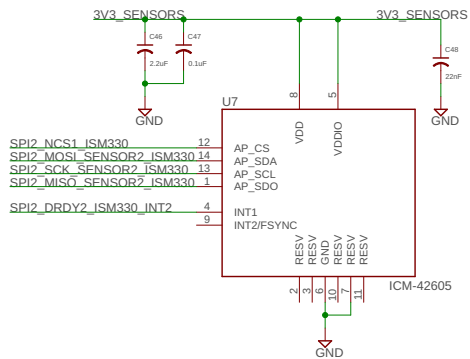 3V3_SENSORS
3V3_SENSORS
C46
C47
C48
2.2uF
0.1uF
22nF
GND
GND
U7
8
5
VDD
VDDIO
SPI2_NCS1_ISM330
12
AP_CS
SPI2_MOSI_SENSOR2_ISM330
14
AP_SDA
SPI2_SCK_SENSOR2_ISM330
13
AP_SCL
SPI2_MISO_SENSOR2_ISM330
1
AP_SDO
SPI2_DRDY2_ISM330_INT2
4
INT1
9
INT2/FSYNC
RESV
RESV
GND
RESV
RESV
RESV
2
3
6
10
7
11
ICM-42605
GND